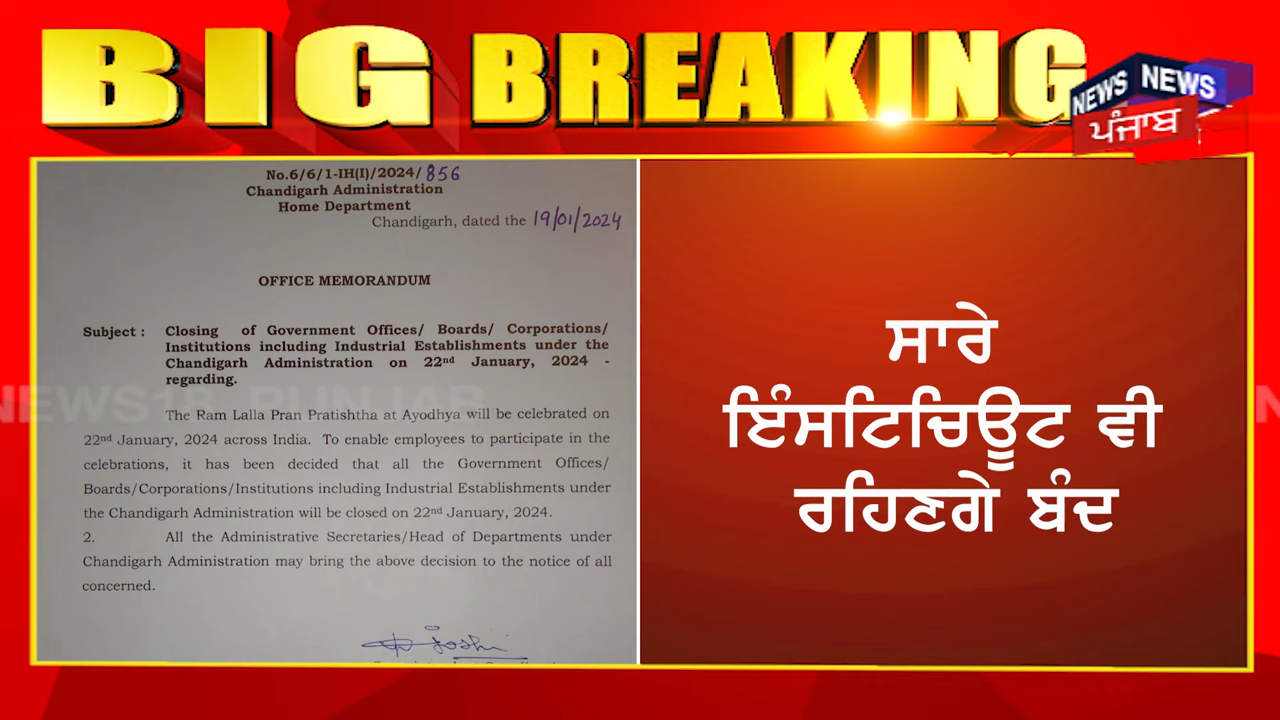 BIG BREAKING
NEWS NEWS
ਪੰਜਾਬ
No.6/6/1-IH(I)/2024/856
Chandigarh Administration
Home Department
Chandigarh, dated the 19/01/2024
OFFICE MEMORANDUM
Subject : Closing of Government Offices/ Boards/ Corporations/
Institutions including Industrial Establishments under the
Chandigarh Administration on 22nd January, 2024 -
regarding.
The Ram Lalla Pran Pratishtha at Ayodhya will be celebrated on
22nd January, 2024 across India. To enable employees to participate in the
celebrations, it has been decided that all the Government Offices/
Boards/Corporations/Institutions including Industrial Establishments under
the Chandigarh Administration will be closed on 22nd January, 2024.
2. All the Administrative Secretaries/Head of Departments under
Chandigarh Administration may bring the above decision to the notice of all
concerned.
Joshi
ਸਾਰੇ
ਇੰਸਟਿਚਿਊਟ ਵੀ
ਰਹਿਣਗੇ ਬੰਦ
NEWS18 PUNJAB